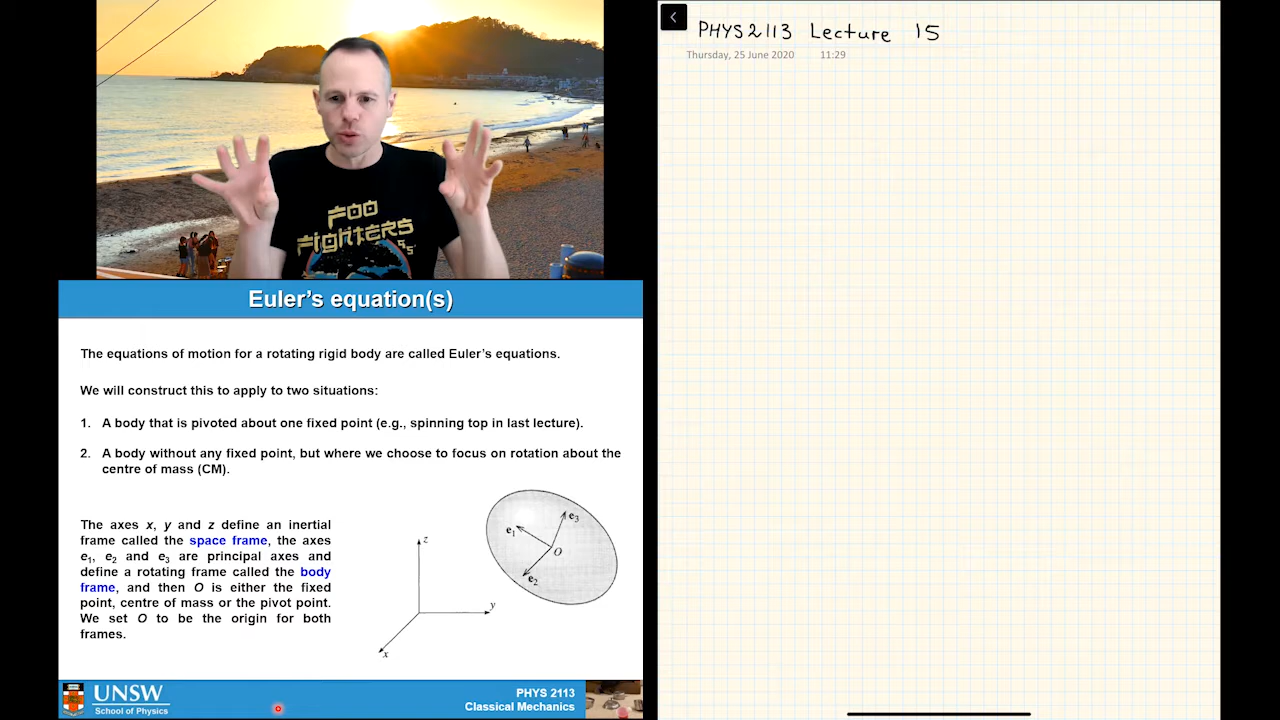 FOO
FIGHTERS
Euler's equation(s)
The equations of motion for a rotating rigid body are called Euler's equations.
We will construct this to apply to two situations:
1. A body that is pivoted about one fixed point (e.g., spinning top in last lecture).
2. A body without any fixed point, but where we choose to focus on rotation about the
centre of mass (CM).
The axes x, y and z define an inertial
frame called the space frame, the axes
e1, e2 and e3 are principal axes and
define a rotating frame called the body
frame, and then O is either the fixed
point, centre of mass or the pivot point.
We set O to be the origin for both
frames.
z
y
x
e3
e1
O
e2
UNSW
School of Physics
PHYS 2113
Classical Mechanics
PHYS2113 Lecture 15
Thursday, 25 June 2020 11:29